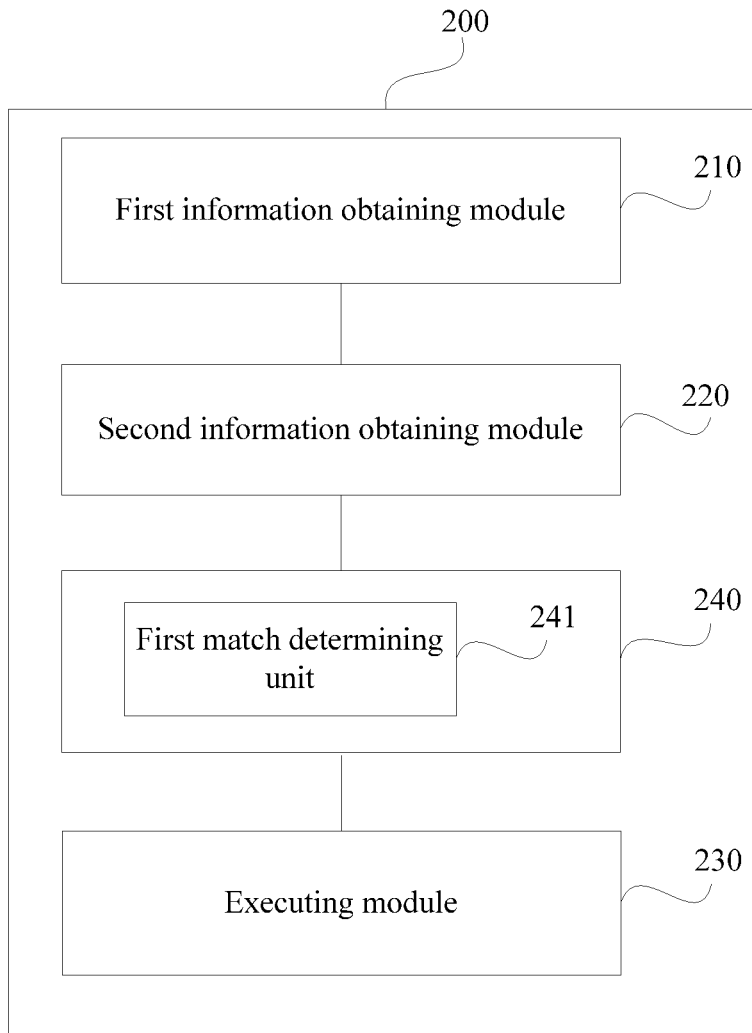 200
First information obtaining module
210
Second information obtaining module
220
240
First match determining
unit
241
Executing module
230